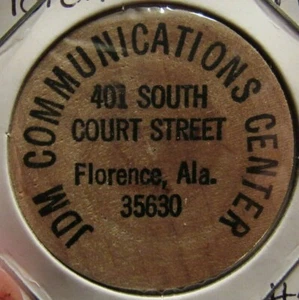 JDM COMMUNICATIONS CENTER
401 SOUTH
COURT STREET
Florence, Ala.
35630